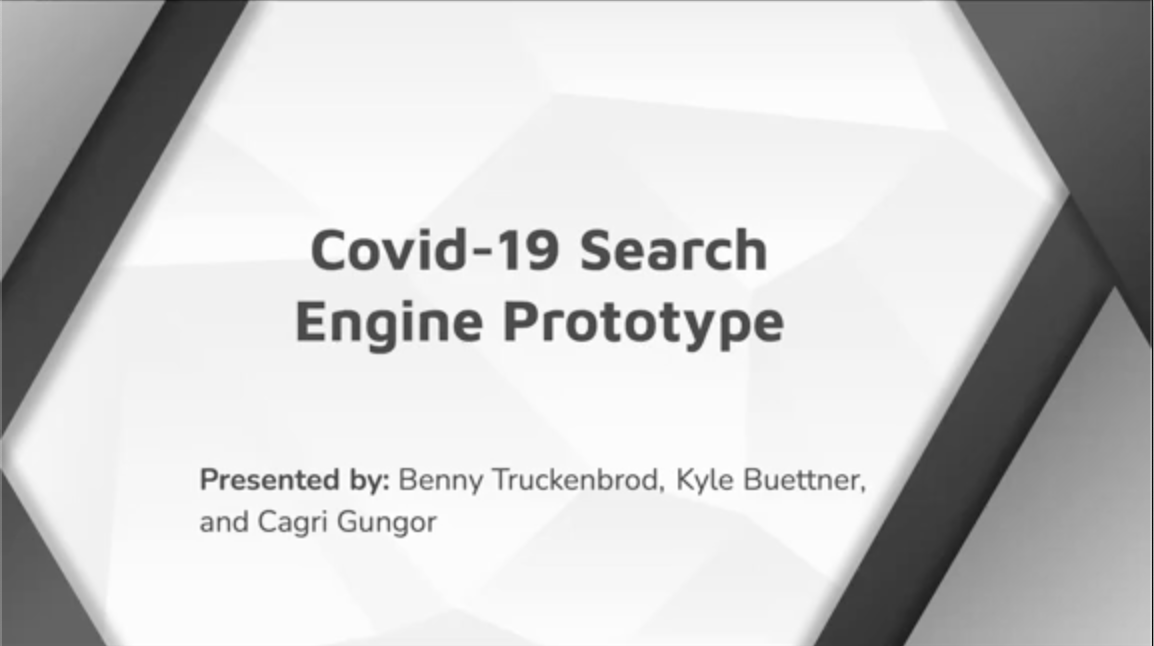 Covid-19 Search
Engine Prototype
Presented by: Benny Truckenbrod, Kyle Buettner,
and Cagri Gungor